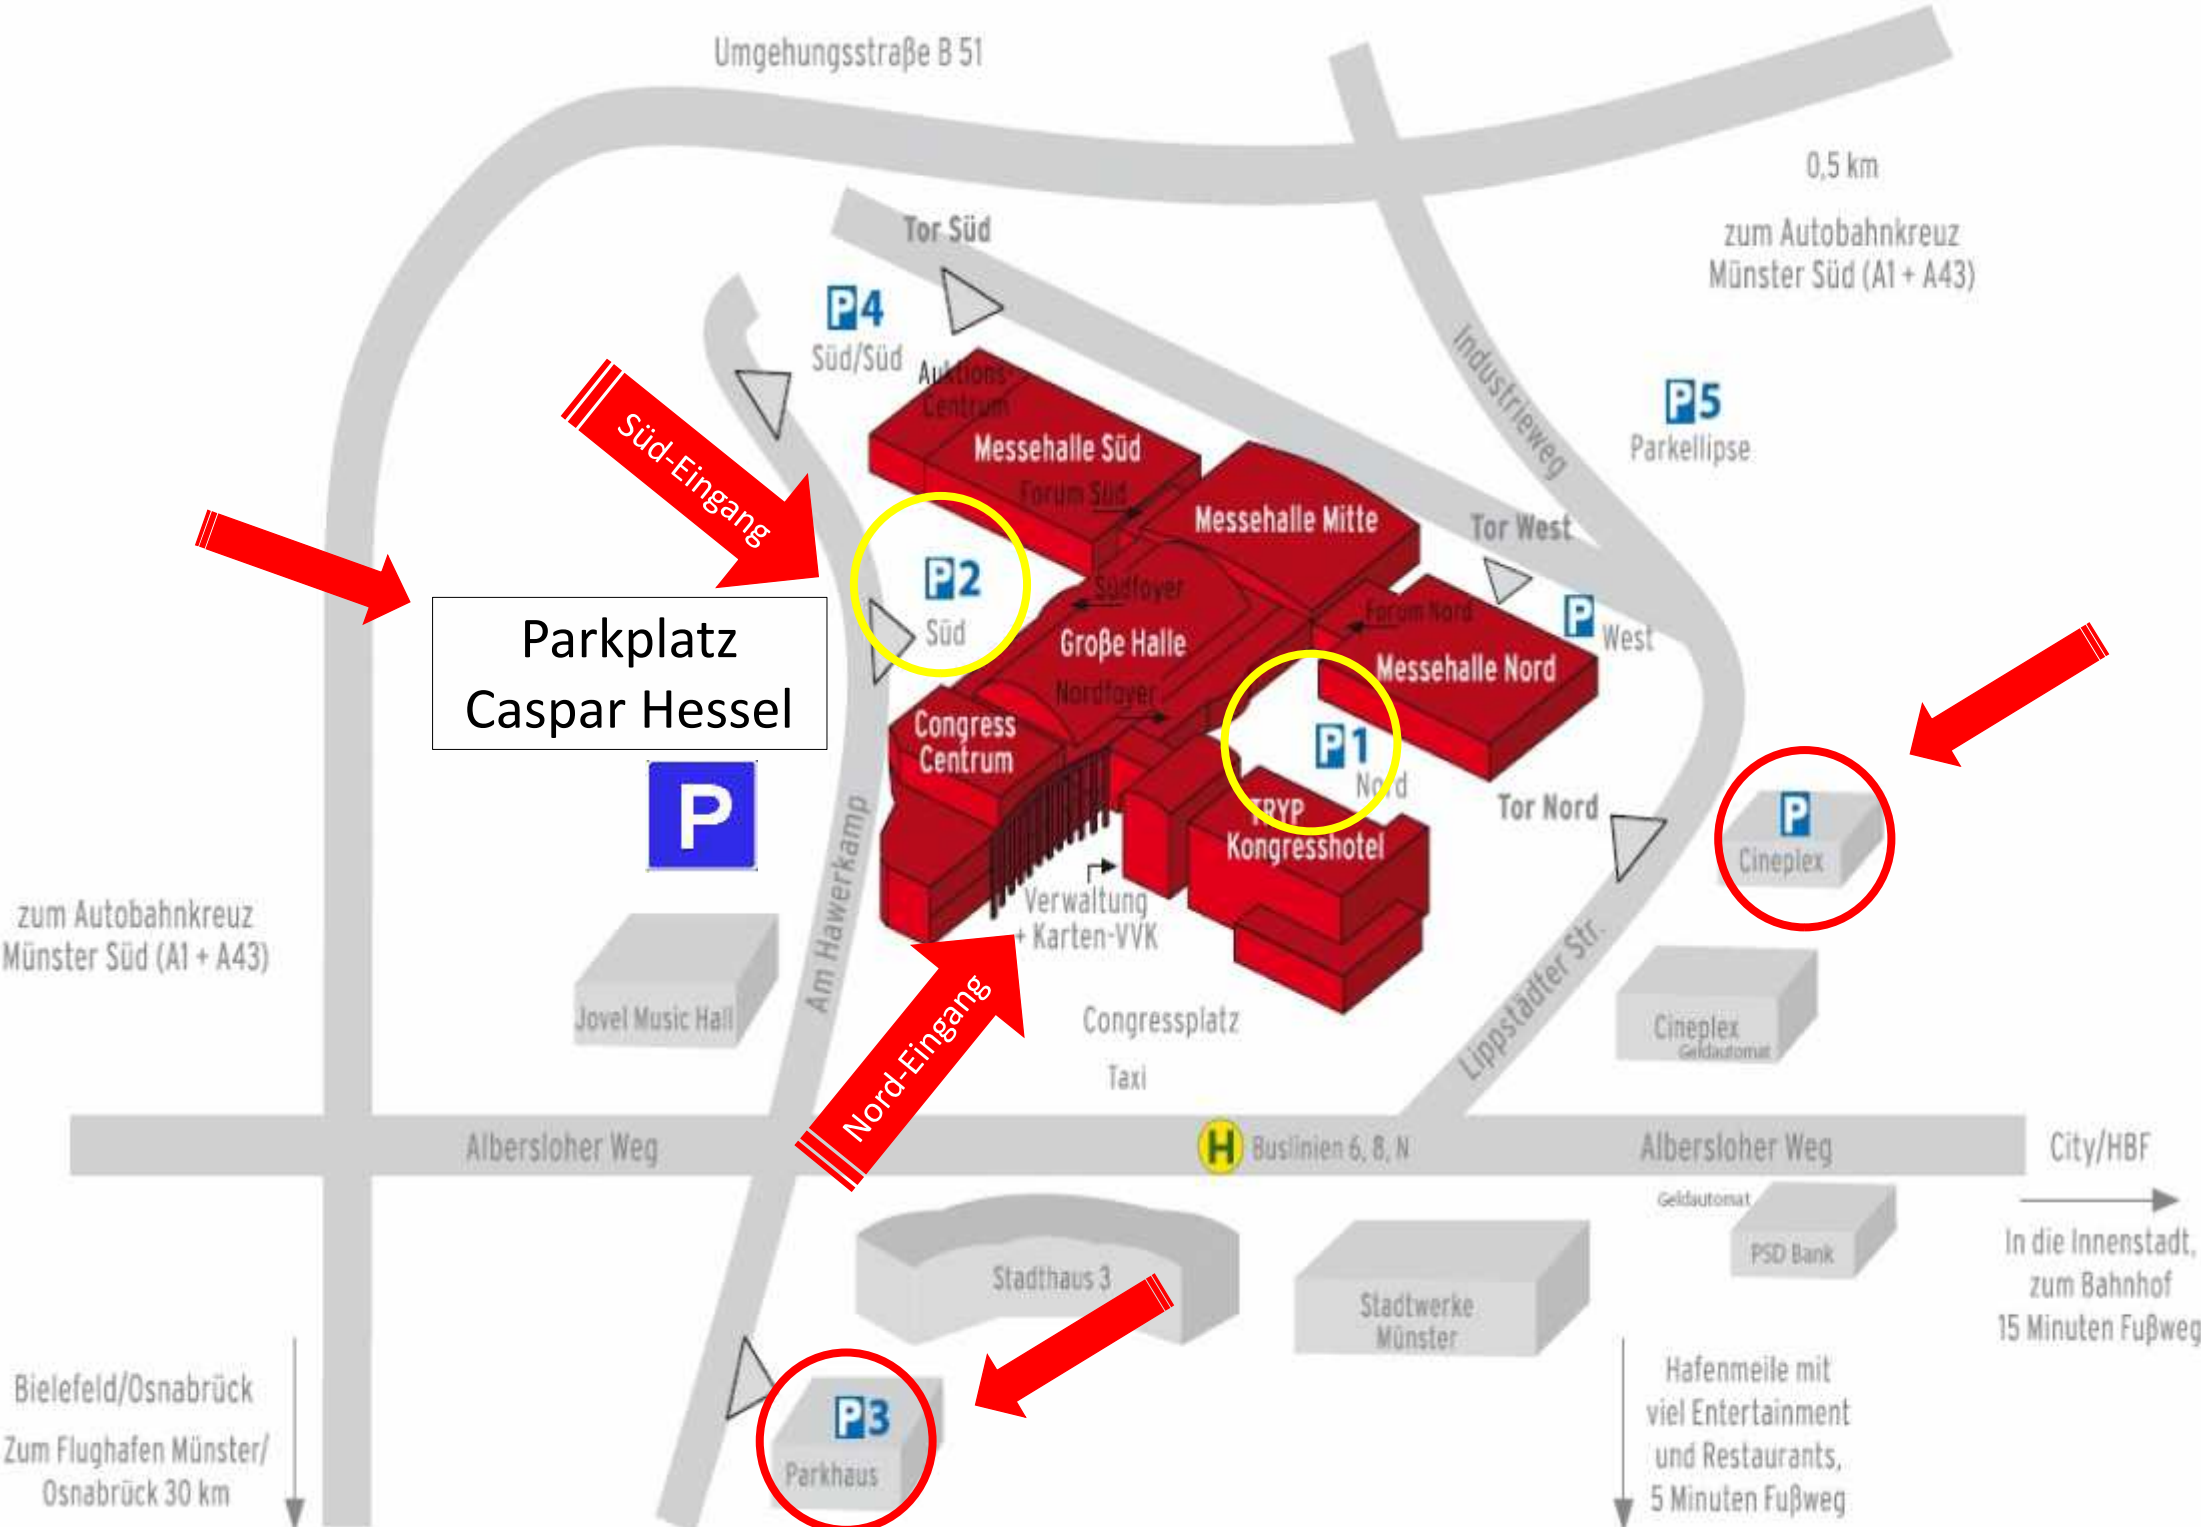 Umgehungsstraße B 51
0,5 km
zum Autobahnkreuz
Münster Süd (A1 + A43)
Tor Süd
P4
Süd/Süd
Auktions-
Centrum
Industrieweg
P5
Parkellipse
Süd-Eingang
Messehalle Süd
Forum Süd
Messehalle Mitte
Tor West
P2
Süd
Südfoyer
Große Halle
Forum Nord
P
West
Parkplatz
Caspar Hessel
Messehalle Nord
Nordfoyer
Congress
Centrum
P1
Nord
P
TRYP
Kongresshotel
Tor Nord
P
Cineplex
Am Hawerkamp
Verwaltung
+ Karten-VVK
zum Autobahnkreuz
Münster Süd (A1 + A43)
Jovel Music Hall
Nord-Eingang
Congressplatz
Taxi
Lippstädter Str.
Cineplex
Geldautomat
Albersloher Weg
H Buslinien 6, 8, N
Albersloher Weg
City/HBF
Geldautomat
PSD Bank
In die Innenstadt,
zum Bahnhof
15 Minuten Fußweg
Stadthaus 3
Stadtwerke
Münster
Bielefeld/Osnabrück
Zum Flughafen Münster/
Osnabrück 30 km
P3
Parkhaus
Hafenmeile mit
viel Entertainment
und Restaurants,
5 Minuten Fußweg